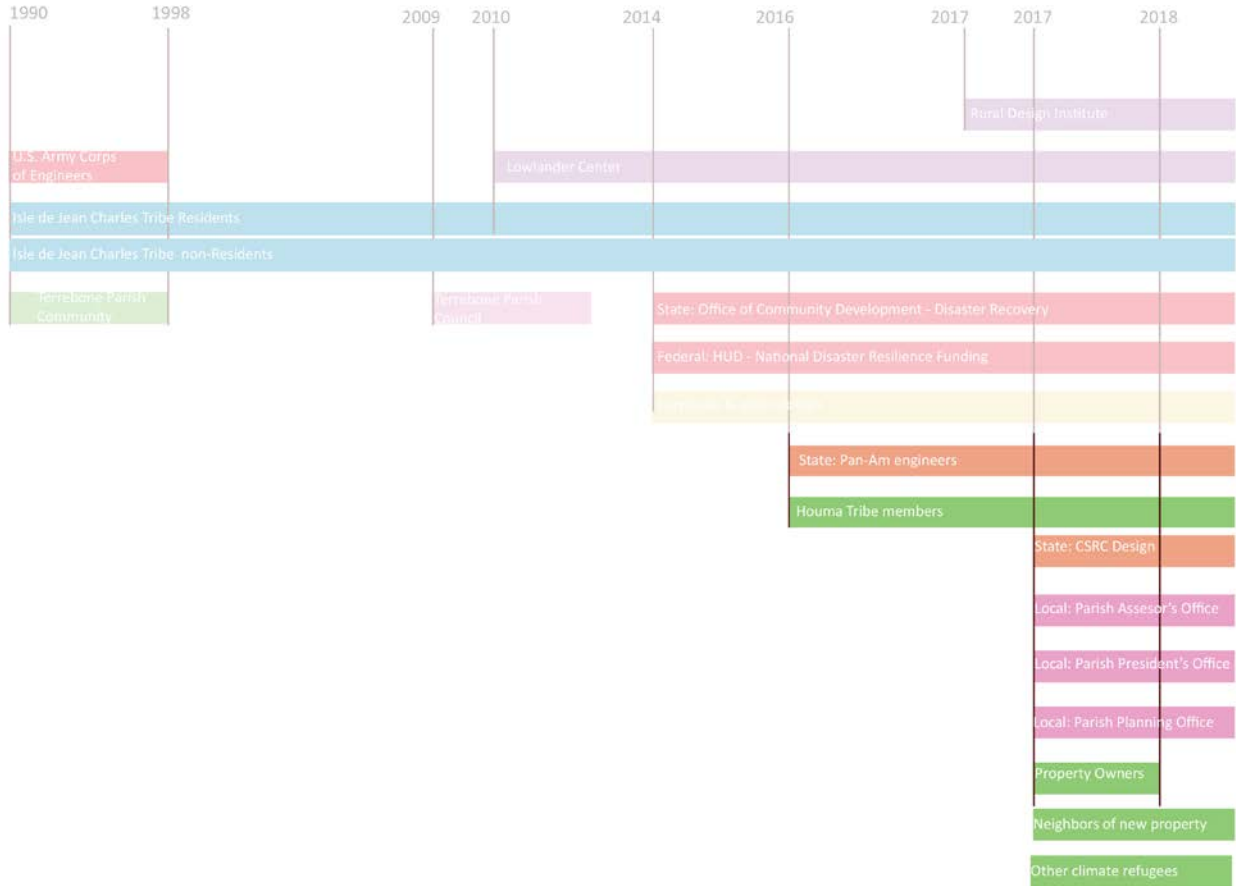 1990 1998 2009 2010 2014 2016 2017 2017 2018
Rural Design Institute
U.S. Army Corps
of Engineers
Lowlander Center
Isle de Jean Charles Tribe Residents
Isle de Jean Charles Tribe non-Residents
Terrebone Parish
Community
Terrebone Parish
Council
State: Office of Community Development - Disaster Recovery
Federal: HUD - National Disaster Resilience Funding
State: Pan-Am engineers
Houma Tribe members
State: CSRC Design
Local: Parish Assesor's Office
Local: Parish President's Office
Local: Parish Planning Office
Property Owners
Neighbors of new property
Other climate refugees